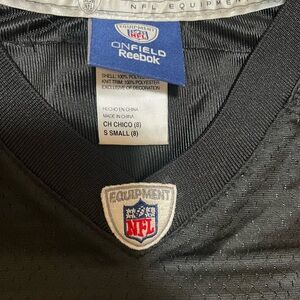 NFL EQUIPMENT
EQUIPMENT
NFL
ONFIELD
Reebok
SHELL: 100% POLYESTER
KNIT TRIM: 100% POLYESTER
EXCLUSIVE OF DECORATION
HECHO EN CHINA
MADE IN CHINA
CH CHICO (8)
S SMALL (8)
EQUIPMENT
NFL